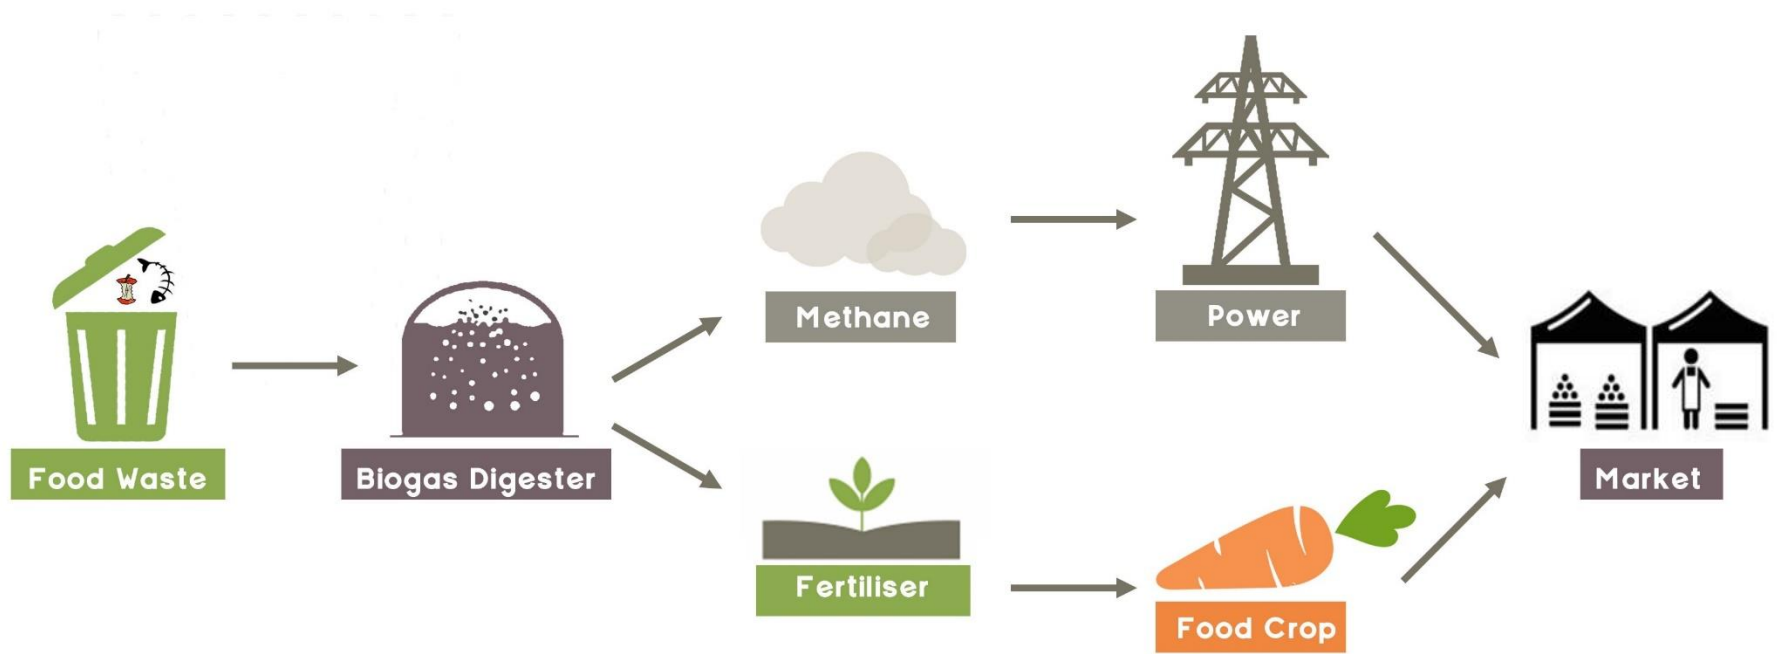 Food Waste
Biogas Digester
Methane
Fertiliser
Power
Food Crop
Market